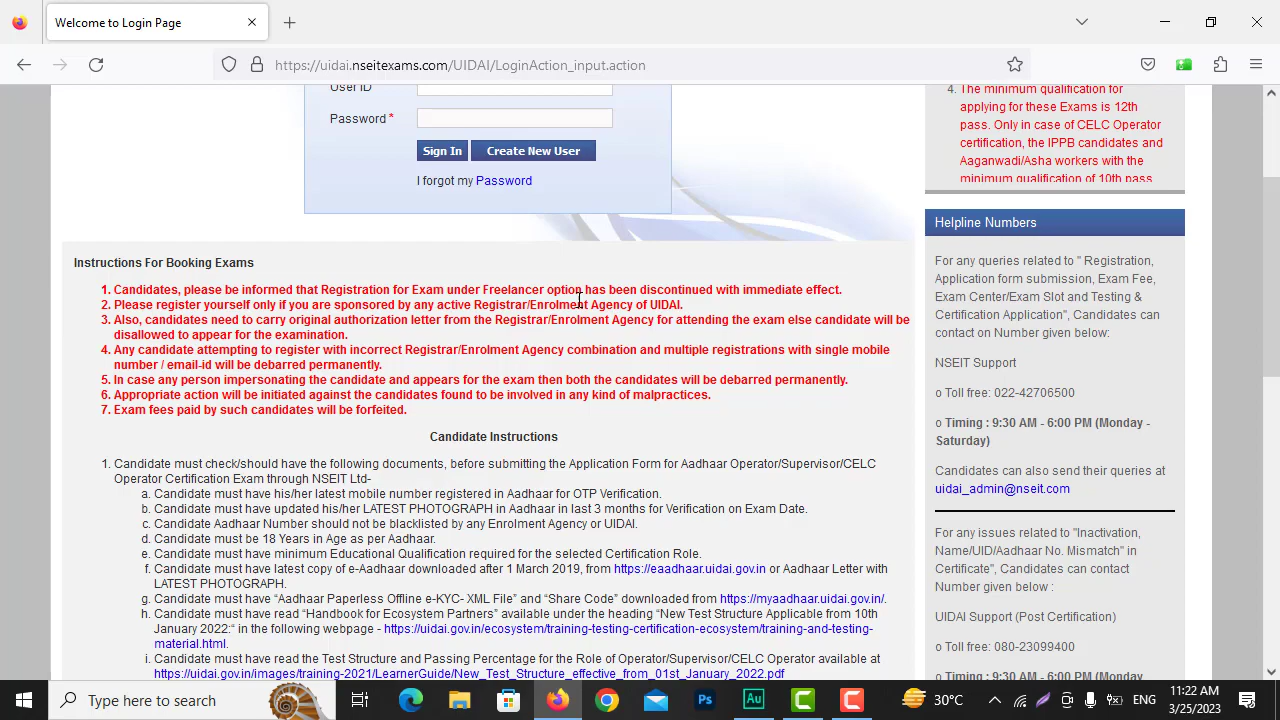 Welcome to Login Page
https://uidai.nseitexams.com/UIDAI/LoginAction_input.action
User ID
Password *
Sign In
Create New User
I forgot my Password
4. The minimum qualification for
applying for these Exams is 12th
pass. Only in case of CELC Operator
certification, the IPPB candidates and
Aaganwadi/Asha workers with the
minimum qualification of 10th pass
Instructions For Booking Exams
1. Candidates, please be informed that Registration for Exam under Freelancer option has been discontinued with immediate effect.
2. Please register yourself only if you are sponsored by any active Registrar/Enrolment Agency of UIDAI.
3. Also, candidates need to carry original authorization letter from the Registrar/Enrolment Agency for attending the exam else candidate will be
disallowed to appear for the examination.
4. Any candidate attempting to register with incorrect Registrar/Enrolment Agency combination and multiple registrations with single mobile
number / email-id will be debarred permanently.
5. In case any person impersonating the candidate and appears for the exam then both the candidates will be debarred permanently.
6. Appropriate action will be initiated against the candidates found to be involved in any kind of malpractices.
7. Exam fees paid by such candidates will be forfeited.
Candidate Instructions
1. Candidate must check/should have the following documents, before submitting the Application Form for Aadhaar Operator/Supervisor/CELC
Operator Certification Exam through NSEIT Ltd-
a. Candidate must have his/her latest mobile number registered in Aadhaar for OTP Verification.
b. Candidate must have updated his/her LATEST PHOTOGRAPH in Aadhaar in last 3 months for Verification on Exam Date.
c. Candidate Aadhaar Number should not be blacklisted by any Enrolment Agency or UIDAI.
d. Candidate must be 18 Years in Age as per Aadhaar.
e. Candidate must have minimum Educational Qualification required for the selected Certification Role.
f. Candidate must have latest copy of e-Aadhaar downloaded after 1 March 2019, from https://eaadhaar.uidai.gov.in or Aadhaar Letter with
LATEST PHOTOGRAPH.
g. Candidate must have “Aadhaar Paperless Offline e-KYC- XML File” and “Share Code” downloaded from https://myaadhaar.uidai.gov.in/.
h. Candidate must have read “Handbook for Ecosystem Partners” available under the heading “New Test Structure Applicable from 10th
January 2022:“ in the following webpage - https://uidai.gov.in/ecosystem/training-testing-certification-ecosystem/training-and-testing-
material.html.
i. Candidate must have read the Test Structure and Passing Percentage for the Role of Operator/Supervisor/CELC Operator available at
https://uidai.gov.in/images/training-2021/LearnerGuide/New_Test_Structure_effective_from_01st_January_2022.pdf
Helpline Numbers
For any queries related to " Registration,
Application form submission, Exam Fee,
Exam Center/Exam Slot and Testing &
Certification Application", Candidates can
contact on Number given below:
NSEIT Support
o Toll free: 022-42706500
o Timing : 9:30 AM - 6:00 PM (Monday -
Saturday)
Candidates can also send their queries at
uidai_admin@nseit.com
For any issues related to "Inactivation,
Name/UID/Aadhaar No. Mismatch" in
Certificate", Candidates can contact
Number given below :
UIDAI Support (Post Certification)
o Toll free: 080-23099400
o Timing : 9:30 AM - 6:00 PM (Monday -
Type here to search
Ps
Au
C
C
30°C
ENG
11:22 AM
3/25/2023